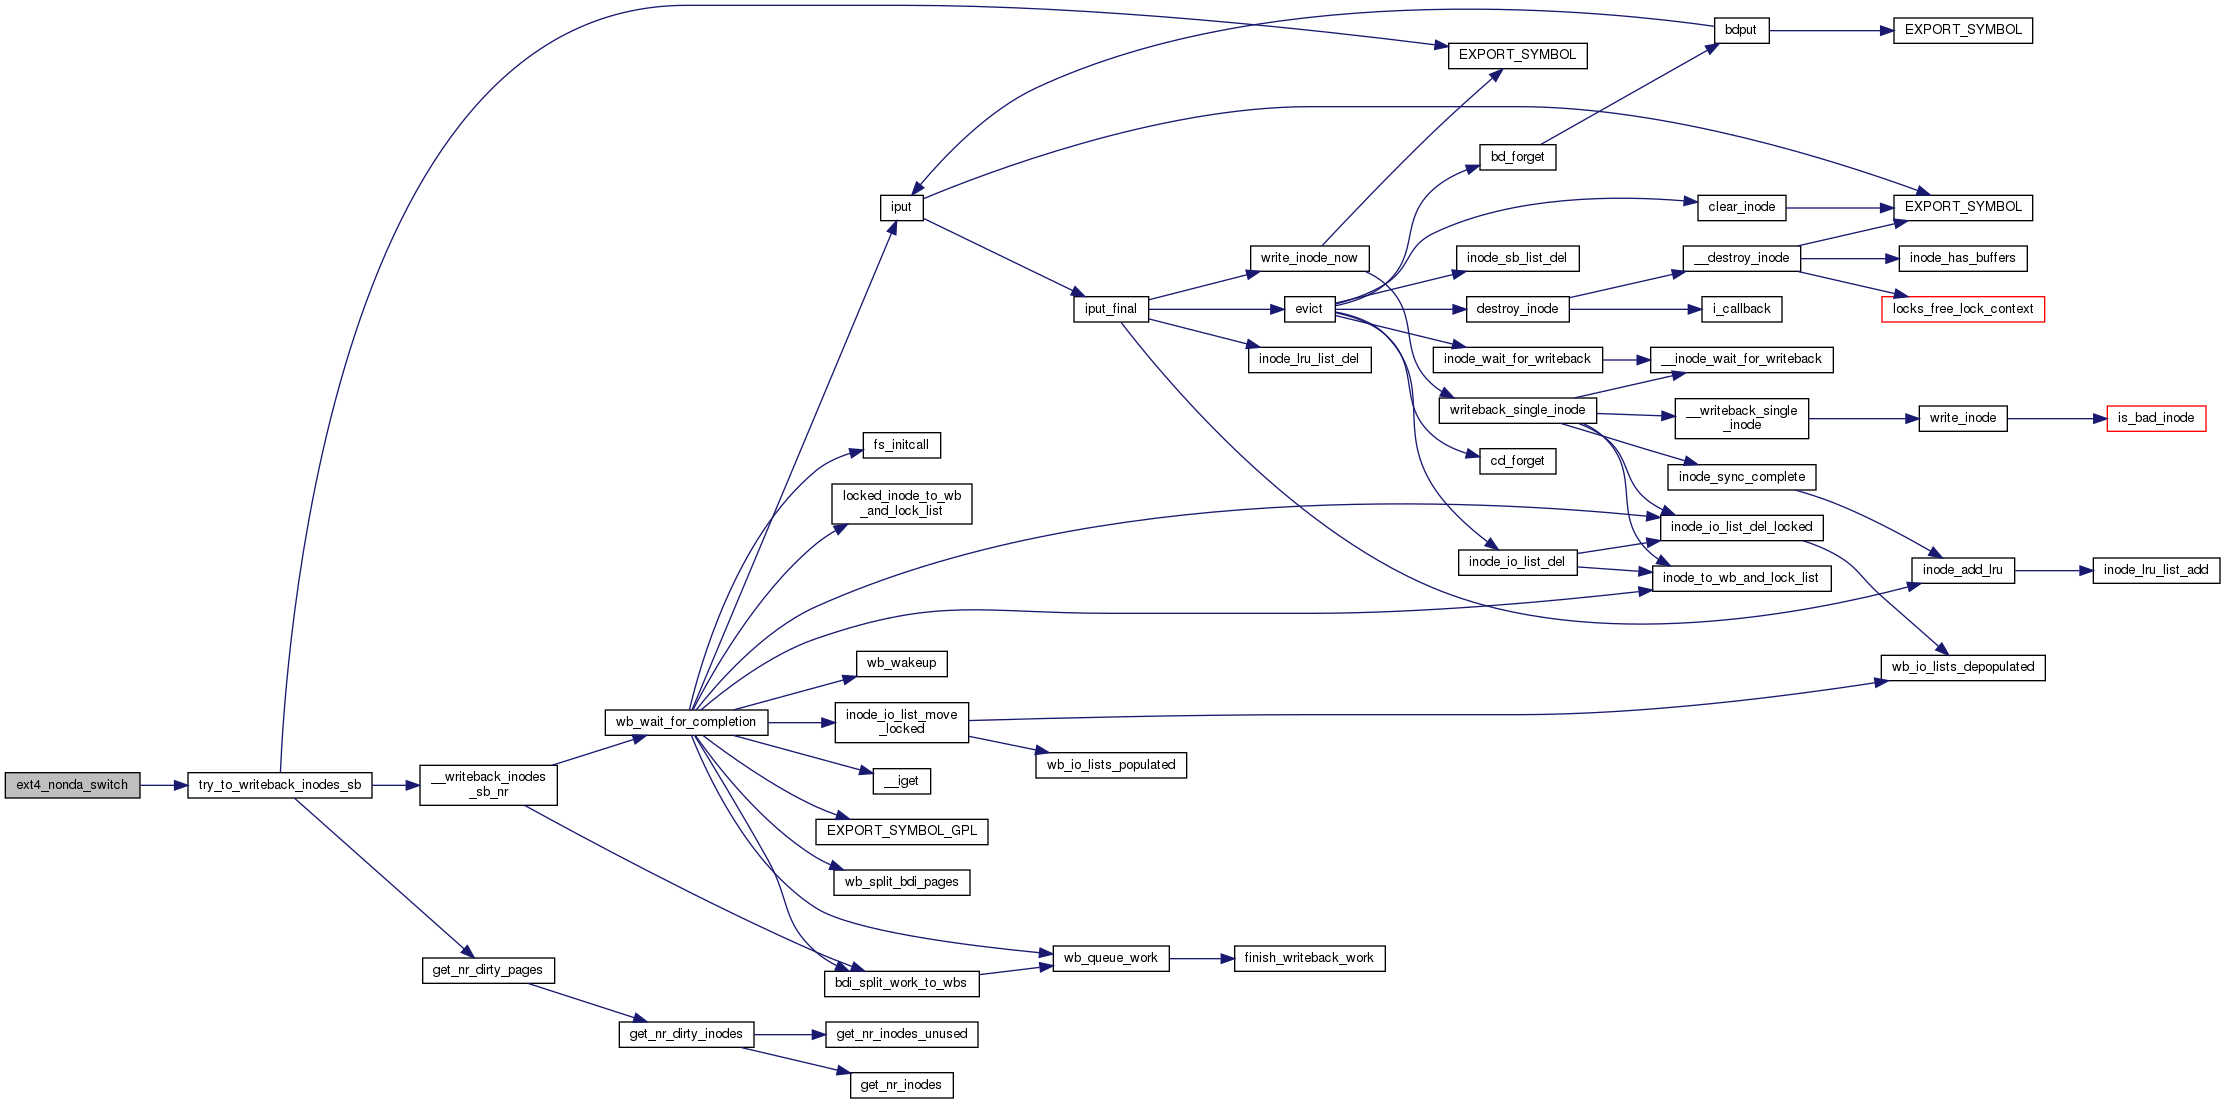 bdput
EXPORT_SYMBOL
EXPORT_SYMBOL
bd_forget
iput
clear_inode
EXPORT_SYMBOL
write_inode_now
inode_sb_list_del
__destroy_inode
inode_has_buffers
iput_final
evict
destroy_inode
i_callback
locks_free_lock_context
inode_lru_list_del
inode_wait_for_writeback
__inode_wait_for_writeback
writeback_single_inode
__writeback_single
_inode
write_inode
is_bad_inode
fs_initcall
cd_forget
inode_sync_complete
locked_inode_to_wb
_and_lock_list
inode_io_list_del_locked
inode_io_list_del
inode_to_wb_and_lock_list
inode_add_lru
inode_lru_list_add
wb_wakeup
wb_io_lists_depopulated
wb_wait_for_completion
inode_io_list_move
_locked
wb_io_lists_populated
ext4_nonda_switch
try_to_writeback_inodes_sb
__writeback_inodes
_sb_nr
__iget
EXPORT_SYMBOL_GPL
wb_split_bdi_pages
get_nr_dirty_pages
bdi_split_work_to_wbs
wb_queue_work
finish_writeback_work
get_nr_dirty_inodes
get_nr_inodes_unused
get_nr_inodes